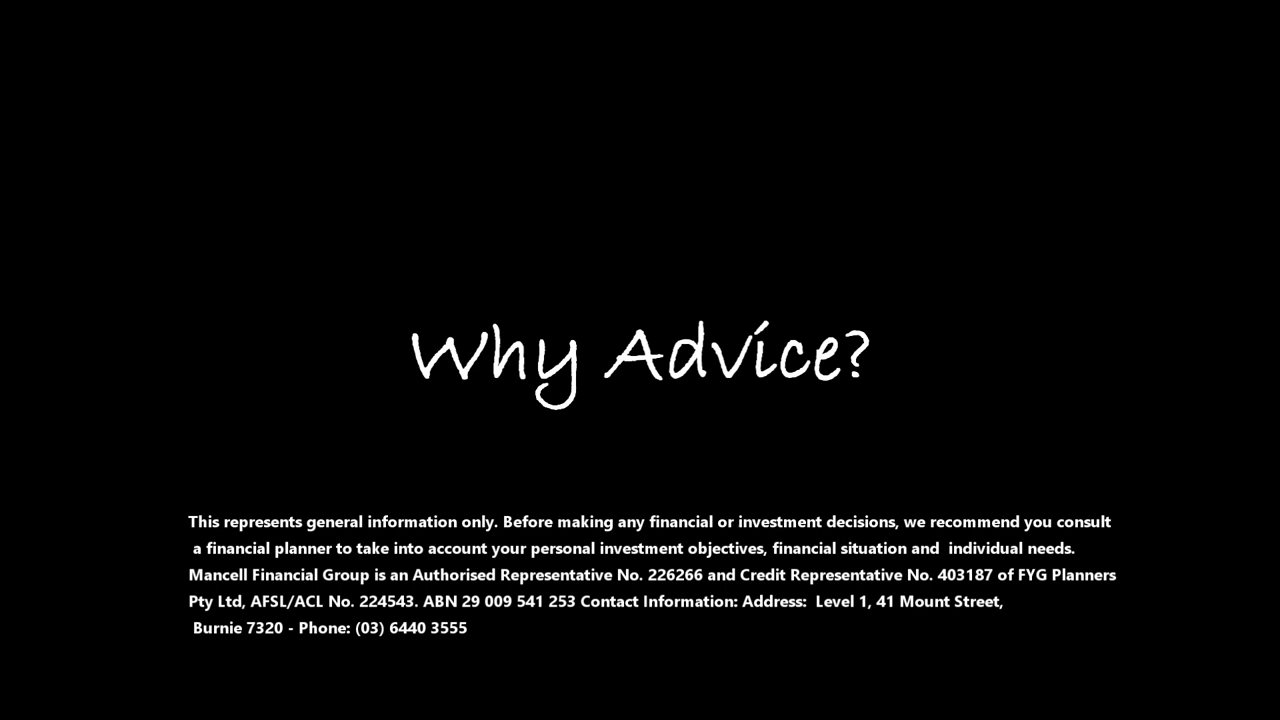 Why Advice?
This represents general information only. Before making any financial or investment decisions, we recommend you consult
a financial planner to take into account your personal investment objectives, financial situation and  individual needs.
Mancell Financial Group is an Authorised Representative No. 226266 and Credit Representative No. 403187 of FYG Planners
Pty Ltd, AFSL/ACL No. 224543. ABN 29 009 541 253 Contact Information: Address:  Level 1, 41 Mount Street,
Burnie 7320 - Phone: (03) 6440 3555